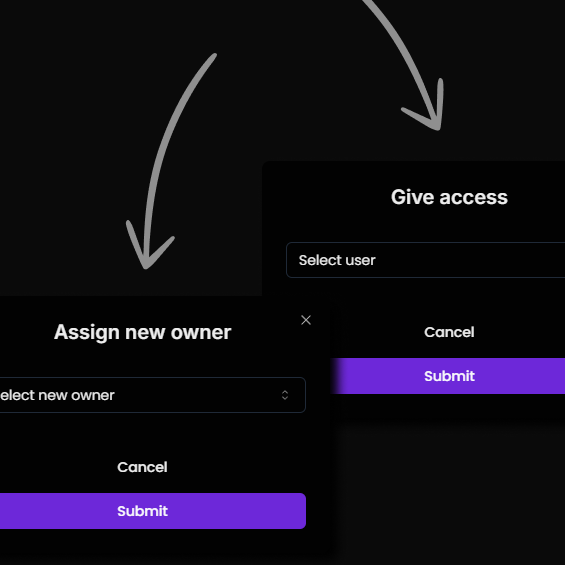 Give access
Select user
Cancel
Submit
Assign new owner
elect new owner
Cancel
Submit